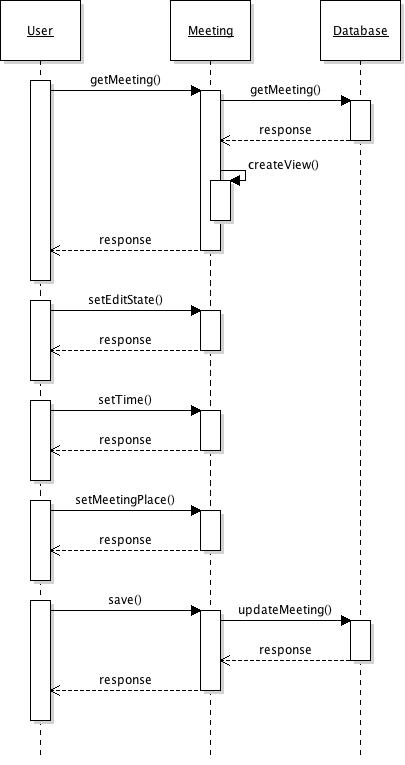 User
Meeting
Database
getMeeting()
getMeeting()
response
createView()
response
setEditState()
response
setTime()
response
setMeetingPlace()
response
save()
updateMeeting()
response
response